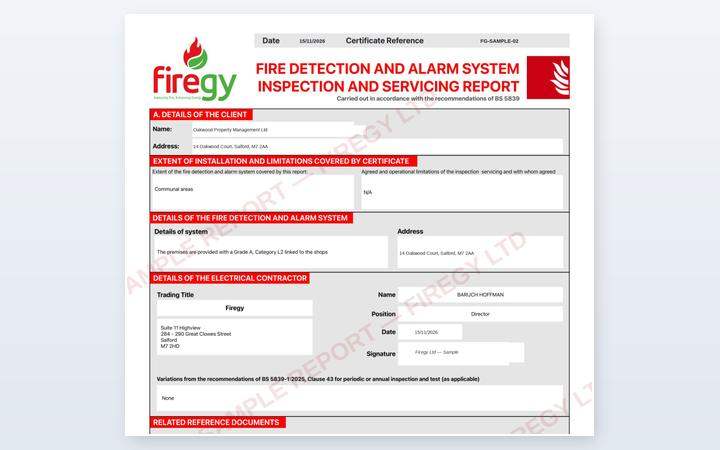 Date 15/11/2026 Certificate Reference FG-SAMPLE-02
firegy
FIRE DETECTION AND ALARM SYSTEM
INSPECTION AND SERVICING REPORT
Carried out in accordance with the recommendations of BS 5839
A. DETAILS OF THE CLIENT
Name: Oakwood Property Management Ltd
Address: 14 Oakwood Court, Salford, M7 2AA
EXTENT OF INSTALLATION AND LIMITATIONS COVERED BY CERTIFICATE
Extent of the fire detection and alarm system covered by this report: Agreed and operational limitations of the inspection servicing and with whom agreed
Communal areas N/A
DETAILS OF THE FIRE DETECTION AND ALARM SYSTEM
Details of system Address
The premises are provided with a Grade A, Category L2 linked to the shops 14 Oakwood Court, Salford, M7 2AA
DETAILS OF THE ELECTRICAL CONTRACTOR
Trading Title Name BARUCH HOFFMAN
Firegy Position Director
Suite 11 Highview
284 - 290 Great Clowes Street
Salford
M7 2HD
Date 15/11/2026
Signature Firegy Ltd — Sample
Variations from the recommendations of BS 5839-1:2025, Clause 43 for periodic or annual inspection and test (as applicable)
None
RELATED REFERENCE DOCUMENTS
AMPLE REPORT — FIREGY LTD
SAMPLE REPORT — FIREGY LTD